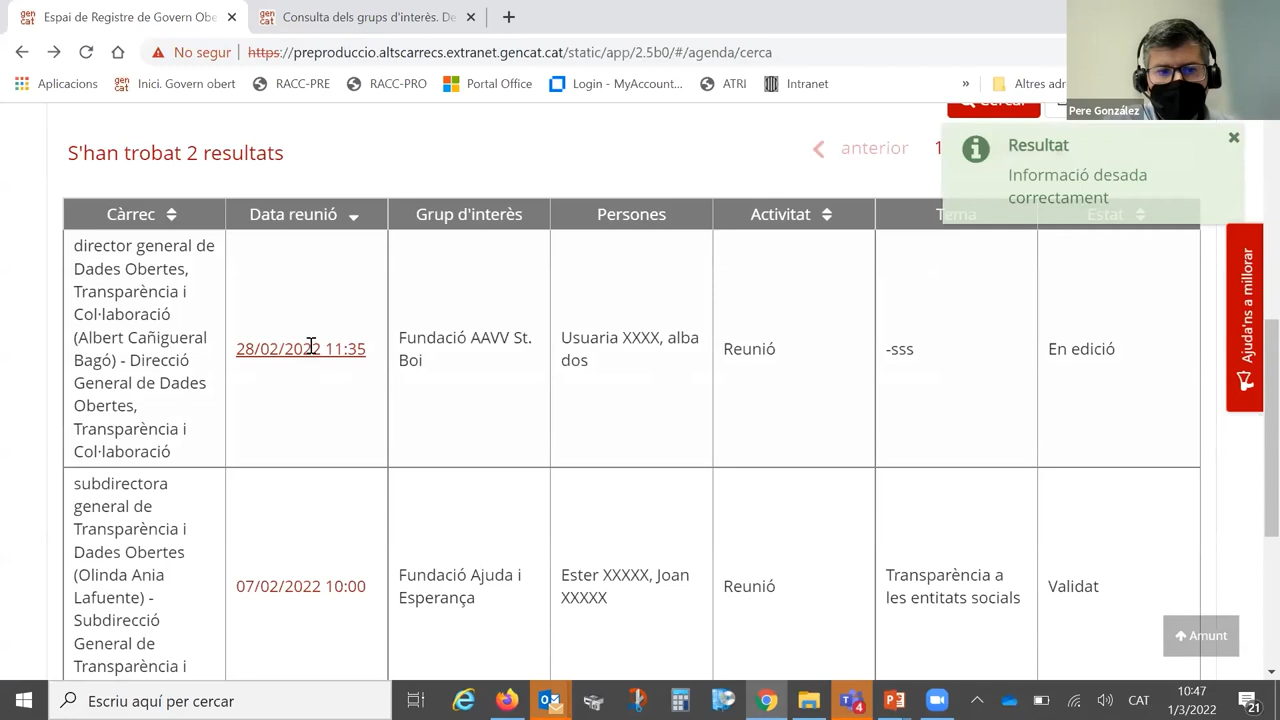 Espai de Registre de Govern Obe
Consulta dels grups d'interès. De
No segur
https://preproduccio.altscarrecs.extranet.gencat.cat/static/app/2.5b0/#/agenda/cerca
Aplicacions
gen cat
Inici. Govern obert
RACC-PRE
RACC-PRO
Portal Office
Login - MyAccount...
ATRI
Intranet
»
Altres adr
Pere González
Cercar
S'han trobat 2 resultats
anterior
1
Resultat
Informació desada
correctament
Càrrec
Data reunió
Grup d'interès
Persones
Activitat
Tema
Estat
director general de
Dades Obertes,
Transparència i
Col·laboració
(Albert Cañigueral
Bagó) - Direcció
General de Dades
Obertes,
Transparència i
Col·laboració
28/02/2022 11:35
Fundació AAVV St.
Boi
Usuaria XXXX, alba
dos
Reunió
-sss
En edició
subdirectora
general de
Transparència i
Dades Obertes
(Olinda Ania
Lafuente) -
Subdirecció
General de
Transparència i
07/02/2022 10:00
Fundació Ajuda i
Esperança
Ester XXXXX, Joan
XXXXX
Reunió
Transparència a
les entitats socials
Validat
Ajuda'ns a millorar
Amunt
Escriu aquí per cercar
4
CAT
10:47
1/3/2022
21